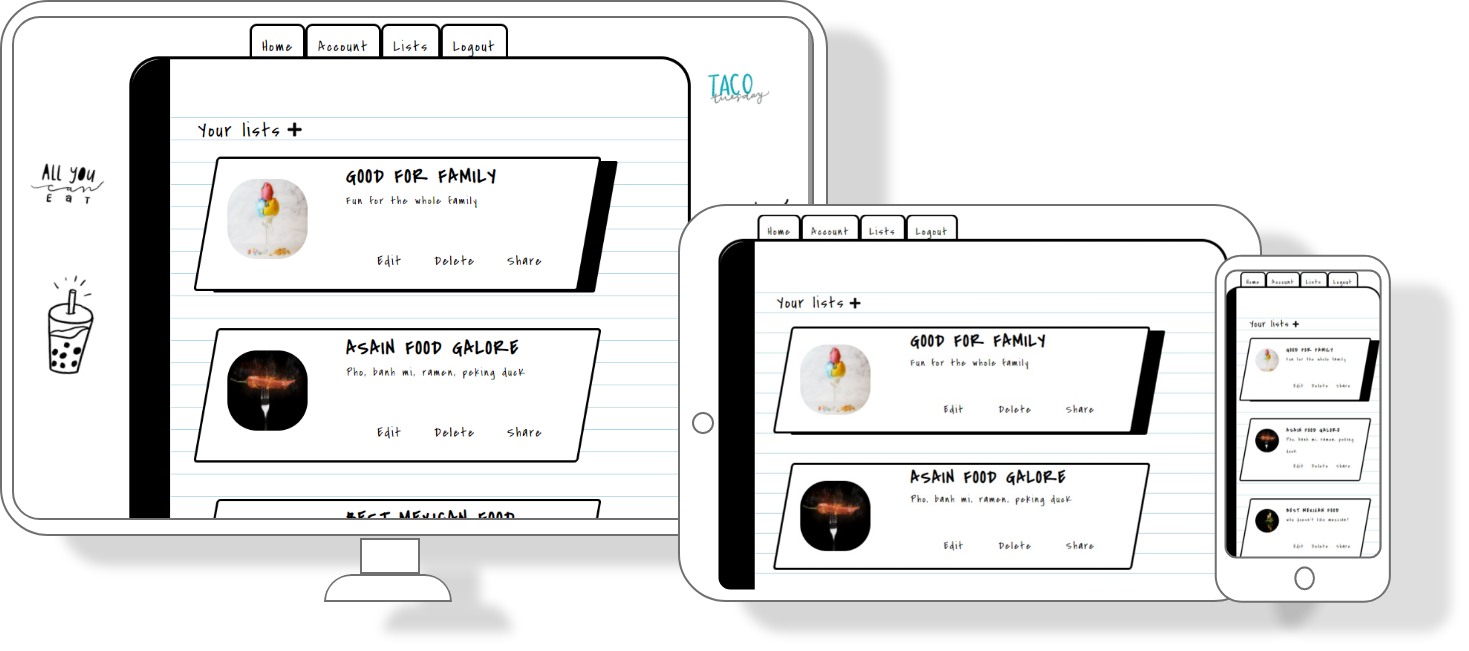 Home Account Lists Logout
TACO
tuesday
Your lists +
ALL YOU
can
EaT
GOOD FOR FAMILY
Fun for the whole family
Edit Delete Share
ASAIN FOOD GALORE
Pho, banh mi, ramen, peking duck
Edit Delete Share
BEST MEXICAN FOOD
Home Account Lists Logout
Your lists +
GOOD FOR FAMILY
Fun for the whole family
Edit Delete Share
ASAIN FOOD GALORE
Pho, banh mi, ramen, peking duck
Edit Delete Share
Home Account Lists Logout
Your lists +
GOOD FOR FAMILY
Fun for the whole family
Edit Delete Share
ASAIN FOOD GALORE
Pho, banh mi, ramen, peking
duck
Edit Delete Share
BEST MEXICAN FOOD
Who doesn't like mexican?
Edit Delete Share